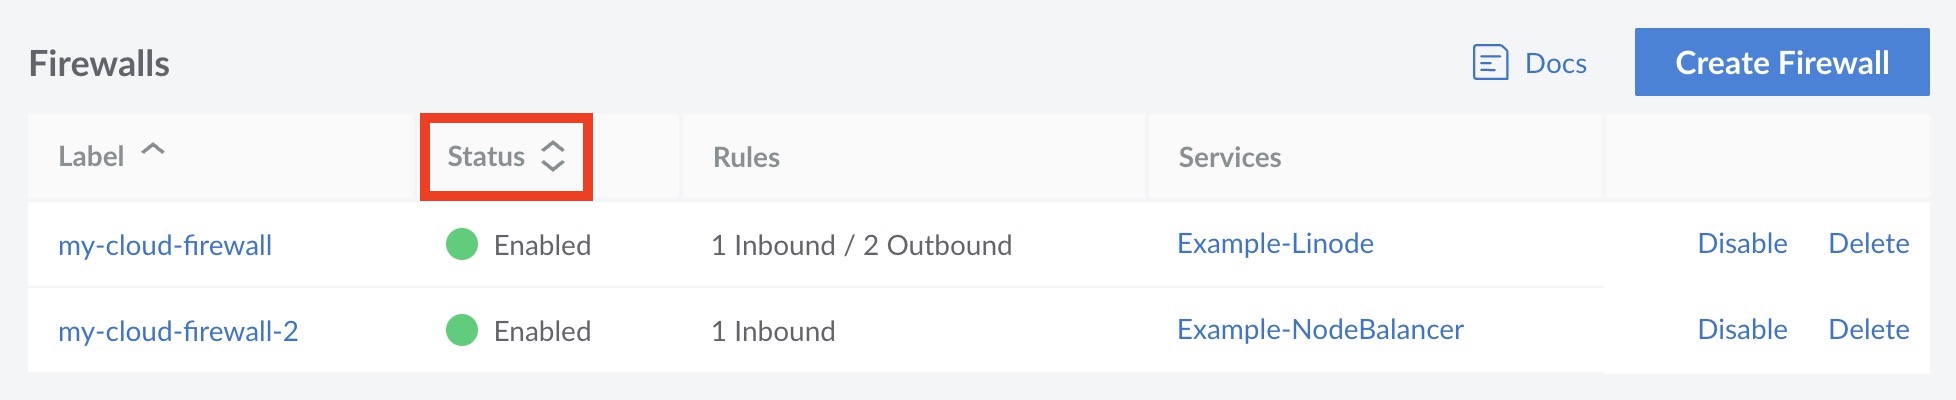 Firewalls Docs Create Firewall
Label Status Rules Services
my-cloud-firewall Enabled 1 Inbound / 2 Outbound Example-Linode Disable Delete
my-cloud-firewall-2 Enabled 1 Inbound Example-NodeBalancer Disable Delete